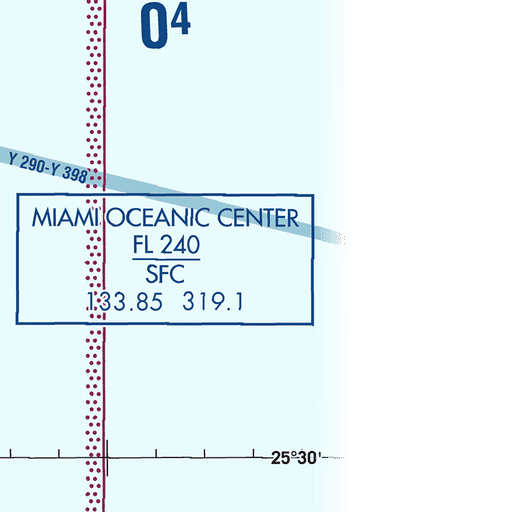 0⁴
Y 290-Y 398
MIAMI OCEANIC CENTER
FL 240
SFC
133.85 319.1
25°30'